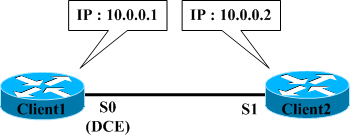 IP : 10.0.0.1
IP : 10.0.0.2
Client1
S0
(DCE)
S1
Client2